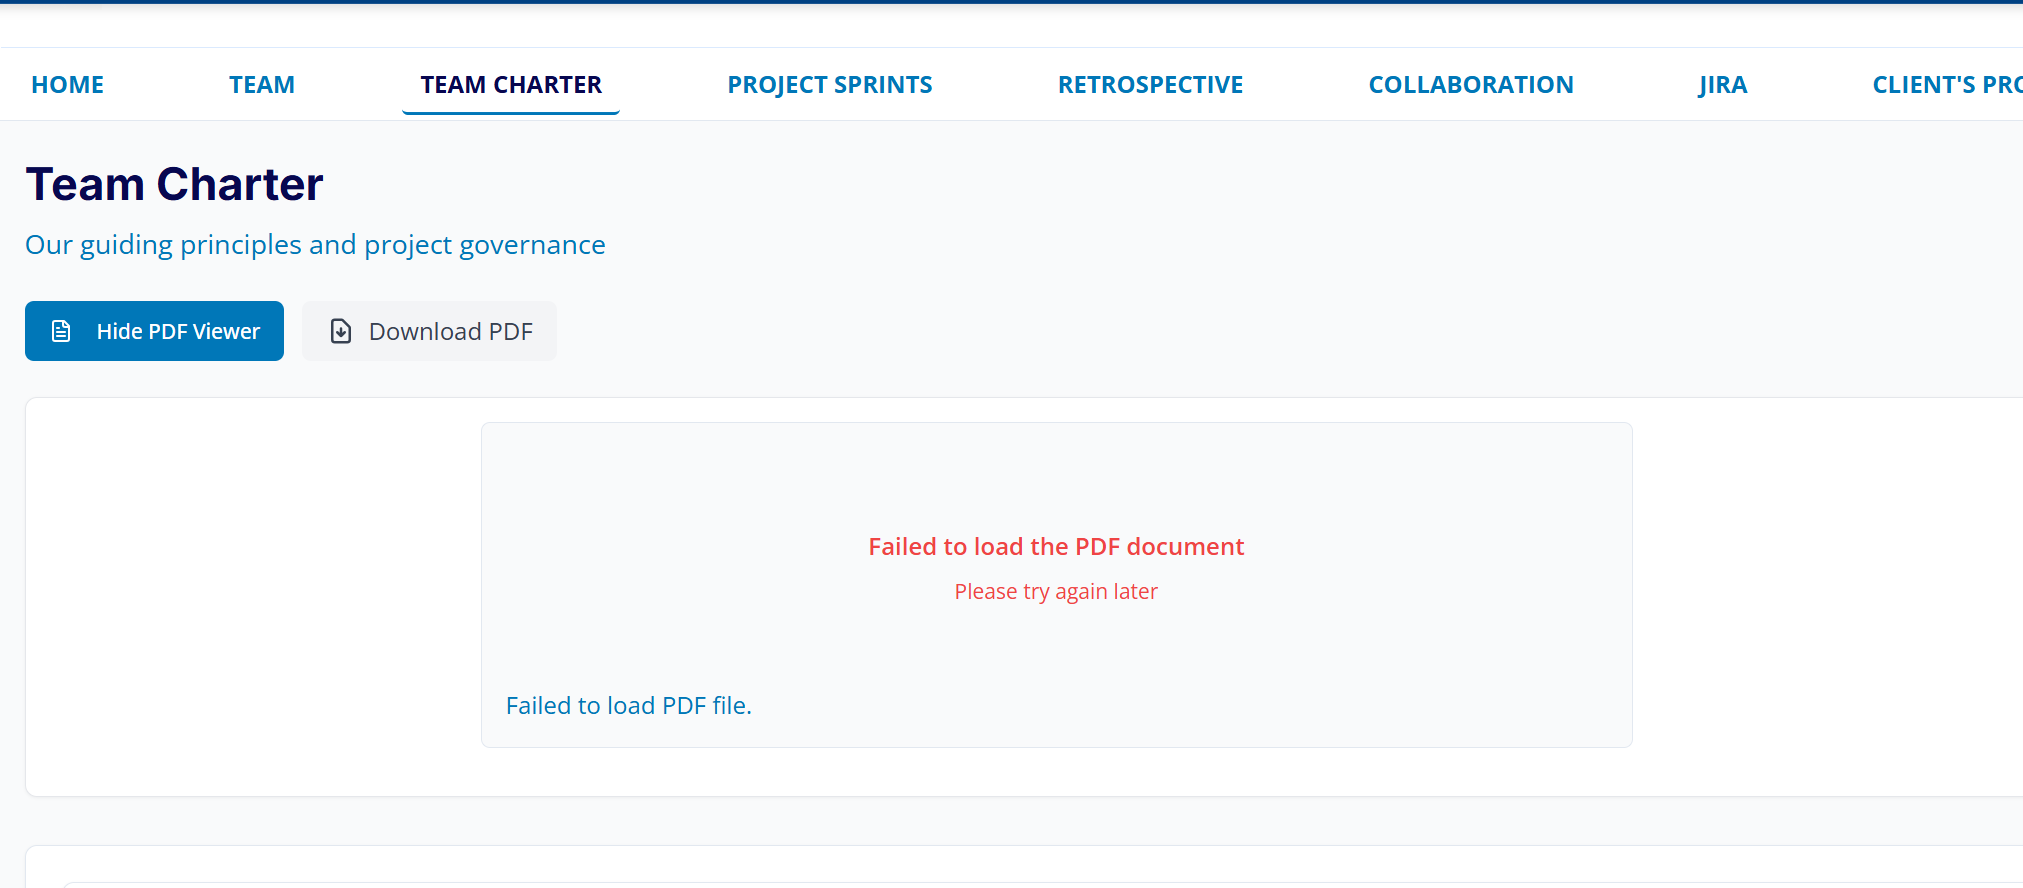 HOME TEAM TEAM CHARTER PROJECT SPRINTS RETROSPECTIVE COLLABORATION JIRA CLIENT'S PRO
Team Charter
Our guiding principles and project governance
Hide PDF Viewer Download PDF
Failed to load the PDF document
Please try again later
Failed to load PDF file.